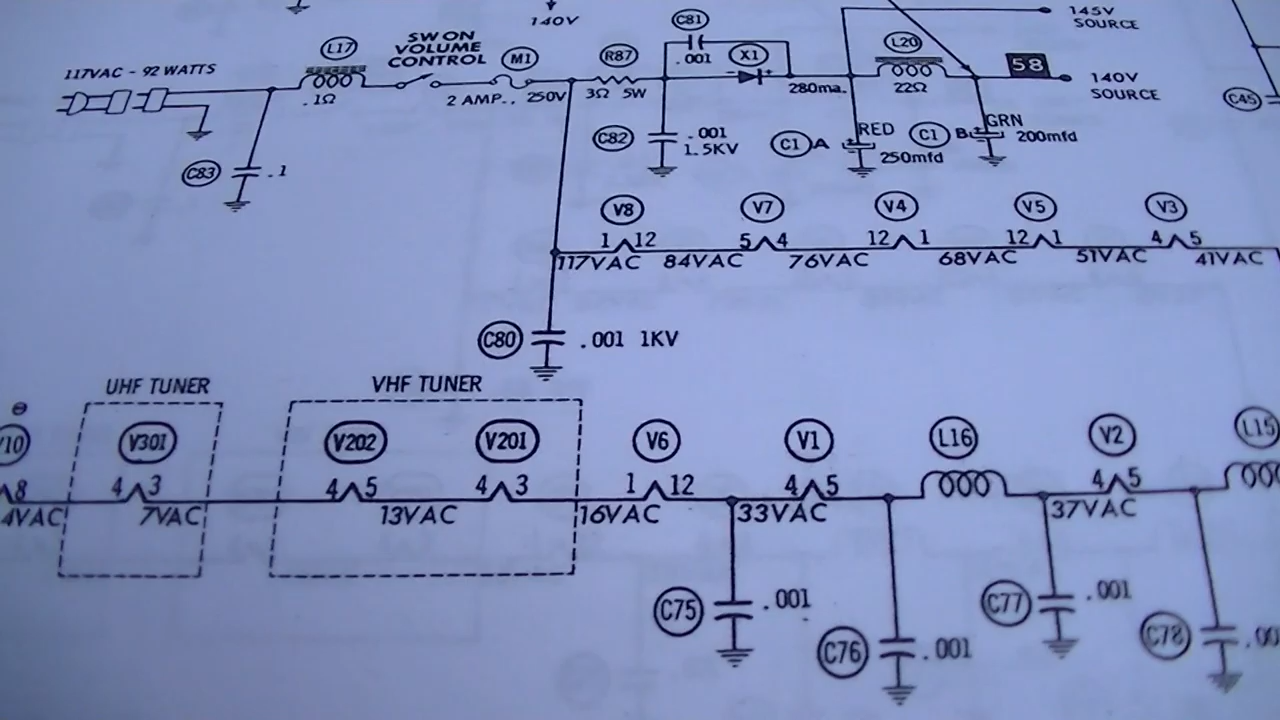 140V
C81
.001
145V
SOURCE
L17
SW ON
VOLUME
CONTROL
M1
R87
X1
L20
58
117VAC - 92 WATTS
.1Ω
2 AMP., 250V
3Ω 5W
280ma.
22Ω
140V
SOURCE
C45
C83
.1
C82
.001
1.5KV
C1 A
RED
250mfd
C1 B
GRN
200mfd
V8
V7
V4
V5
V3
1 12
5 4
12 1
12 1
4 5
117VAC
84VAC
76VAC
68VAC
51VAC
41VAC
C80
.001 1KV
UHF TUNER
VHF TUNER
V10
V301
V202
V201
V6
V1
L16
V2
L15
8
4 3
4 5
4 3
1 12
4 5
4 5
4VAC
7VAC
13VAC
16VAC
33VAC
37VAC
C75
.001
C76
.001
C77
.001
C78
.00